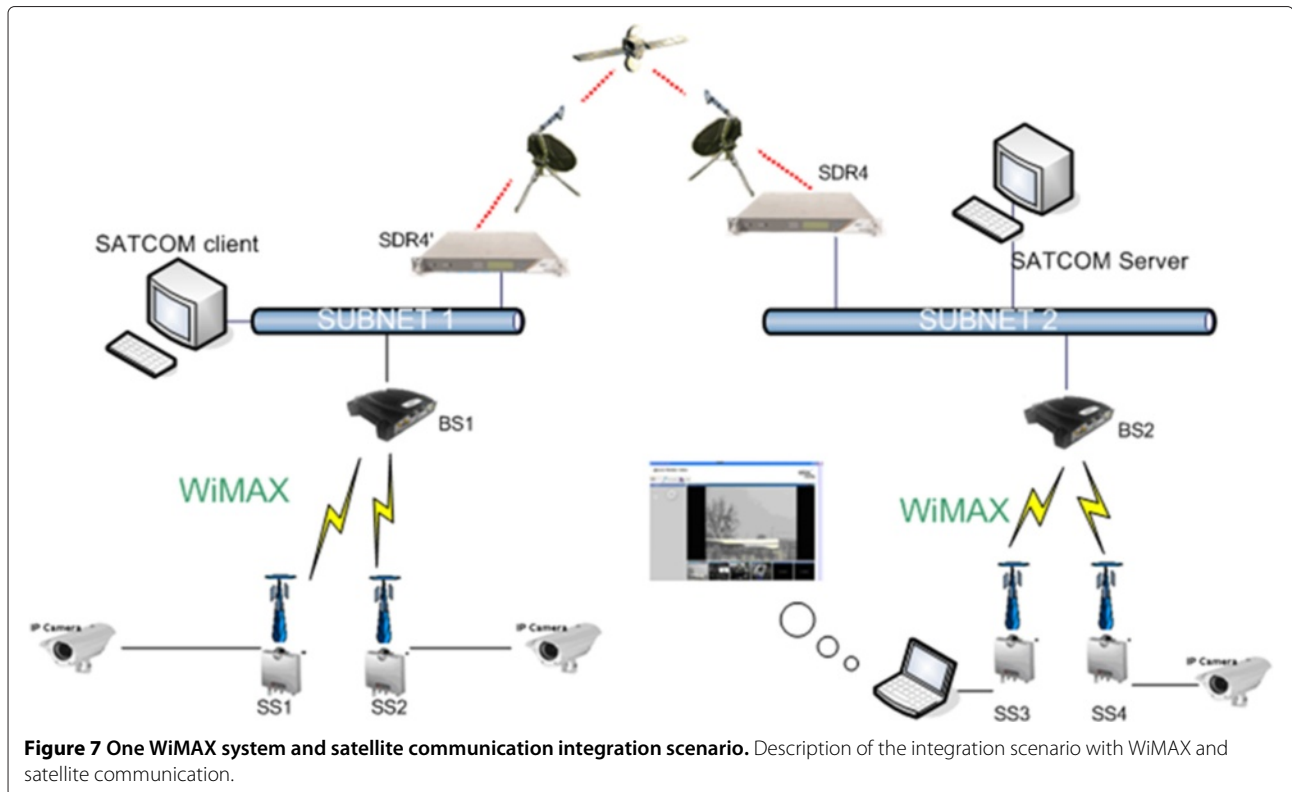 SDR4
SATCOM client
SDR4'
SATCOM Server
SUBNET 1
SUBNET 2
BS1
BS2
WiMAX
WiMAX
IP Camera
IP Camera
IP Camera
SS1
SS2
SS3
SS4
Figure 7 One WiMAX system and satellite communication integration scenario. Description of the integration scenario with WiMAX and
satellite communication.